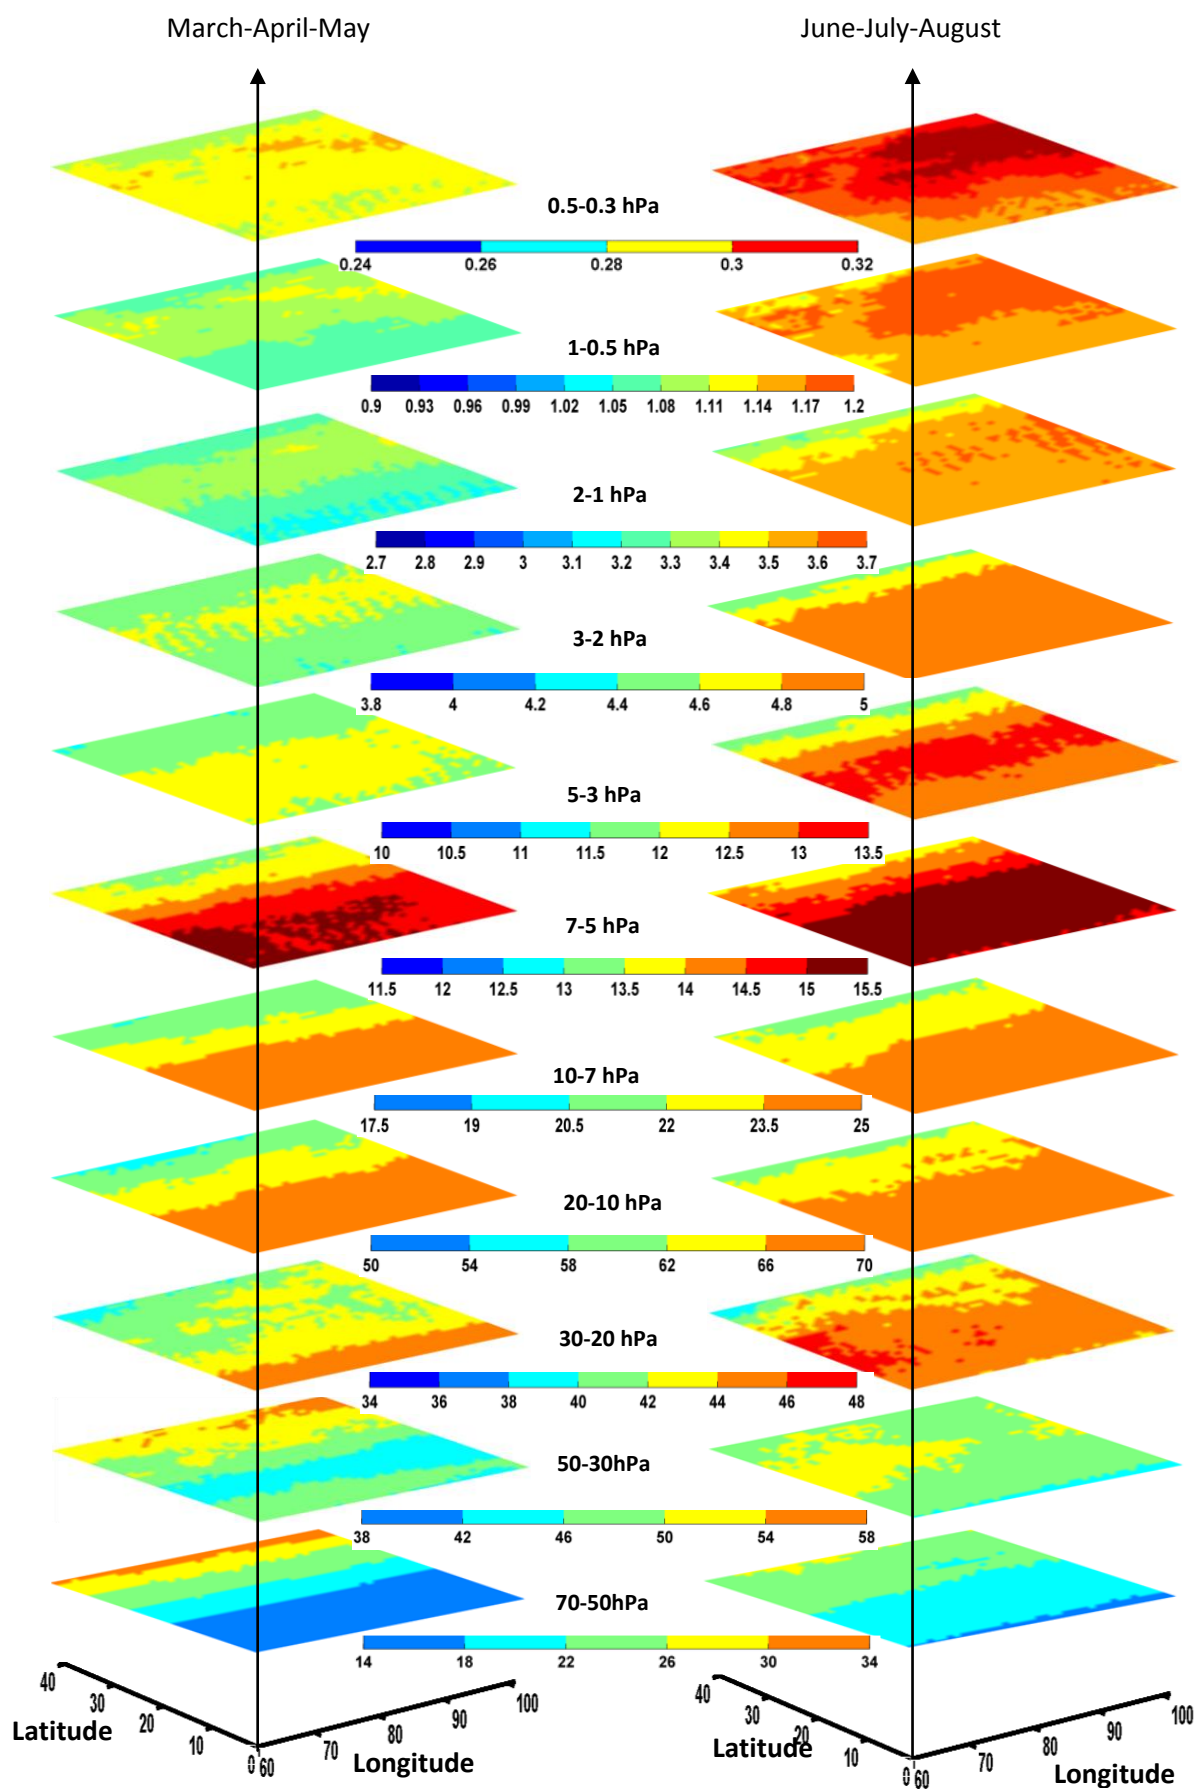 March-April-May June-July-August
0.5-0.3 hPa
0.24 0.26 0.28 0.3 0.32
1-0.5 hPa
0.9 0.93 0.96 0.99 1.02 1.05 1.08 1.11 1.14 1.17 1.2
2-1 hPa
2.7 2.8 2.9 3 3.1 3.2 3.3 3.4 3.5 3.6 3.7
3-2 hPa
3.8 4 4.2 4.4 4.6 4.8 5
5-3 hPa
10 10.5 11 11.5 12 12.5 13 13.5
7-5 hPa
11.5 12 12.5 13 13.5 14 14.5 15 15.5
10-7 hPa
17.5 19 20.5 22 23.5 25
20-10 hPa
50 54 58 62 66 70
30-20 hPa
34 36 38 40 42 44 46 48
50-30hPa
38 42 46 50 54 58
70-50hPa
14 18 22 26 30 34
40 30 20 10 0 60 70 80 90 100
Latitude Longitude
40 30 20 10 0 60 70 80 90 100
Latitude Longitude